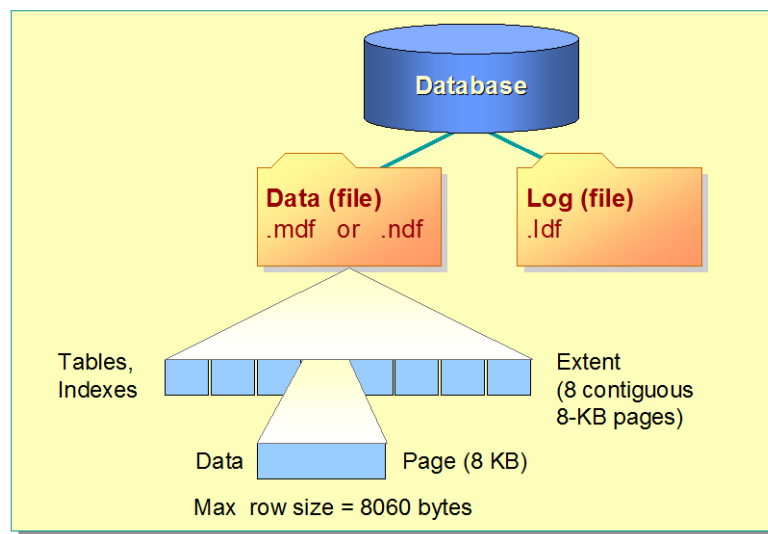 Database
Data (file)
.mdf or .ndf
Log (file)
.ldf
Tables,
Indexes
Extent
(8 contiguous
8-KB pages)
Data
Page (8 KB)
Max row size = 8060 bytes